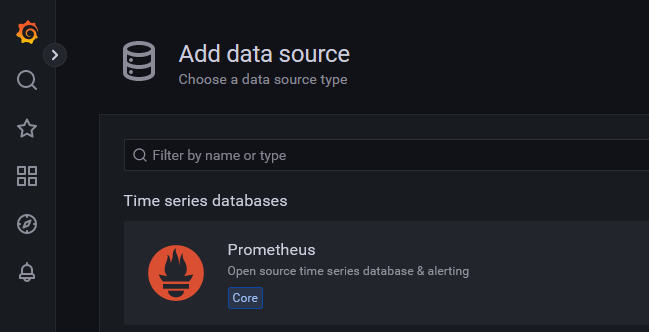 Add data source
Choose a data source type
Filter by name or type
Time series databases
Prometheus
Open source time series database & alerting
Core